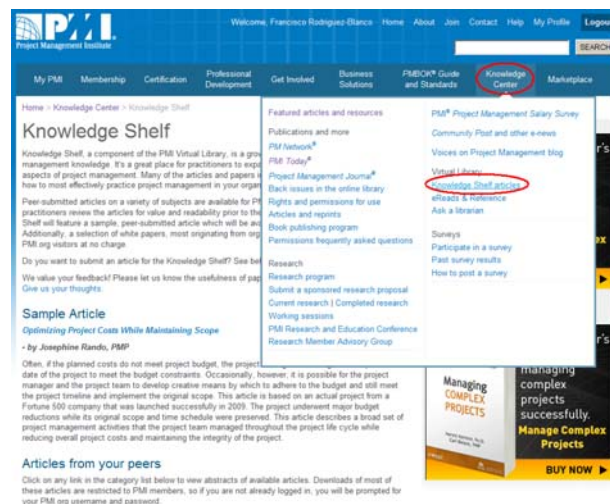 PMI
Project Management Institute
Welcome, Francisco Rodriguez-Blanco Home About Join Contact Help My Profile Logou
SEARCH
My PMI Membership Certification Professional Development Get Involved Business Solutions PMBOK® Guide and Standards Knowledge Center Marketplace
Home > Knowledge Center > Knowledge Shelf
Knowledge Shelf
Knowledge Shelf, a component of the PMI Virtual Library, is a grow
management knowledge. It's a great place for practitioners to expa
aspects of project management. Many of the articles and papers i
how to most effectively practice project management in your organ
Peer-submitted articles on a variety of subjects are available for PM
practitioners review the articles for value and readability prior to the
Shelf will feature a sample, peer-submitted article which will be av
Additionally, a selection of white papers, most originating from org
PMI.org visitors at no charge.
Do you want to submit an article for the Knowledge Shelf? See bel
We value your feedback! Please let us know the usefulness of pap
Give us your thoughts.
Featured articles and resources
Publications and more
PM Network®
PMI Today®
Project Management Journal®
Back issues in the online library
Rights and permissions for use
Articles and reprints
Book publishing program
Permissions frequently asked questions
Research
Research program
Submit a sponsored research proposal
Current research | Completed research
Working sessions
PMI Research and Education Conference
Research Member Advisory Group
PMI® Project Management Salary Survey
Community Post and other e-news
Voices on Project Management blog
Virtual Library
Knowledge Shelf articles
eReads & Reference
Ask a librarian
Surveys
Participate in a survey
Past survey results
How to post a survey
Sample Article
Optimizing Project Costs While Maintaining Scope
- by Josephine Rando, PMP
Often, if the planned costs do not meet project budget, the project
date of the project to meet the budget constraints. Occasionally, however, it is possible for the project
manager and the project team to develop creative means by which to adhere to the budget and still meet
the project timeline and implement the original scope. This article is based on an actual project from a
Fortune 500 company that was launched successfully in 2009. The project underwent major budget
reductions while its original scope and time schedule were preserved. This article describes a broad set of
project management activities that the project team managed throughout the project life cycle while
reducing overall project costs and maintaining the integrity of the project.
Articles from your peers
Click on any link in the category list below to view abstracts of available articles. Downloads of most of
these articles are restricted to PMI members, so if you are not already logged in, you will be prompted for
your PMI.org username and password.
r's
ex
r's
managing
complex
projects
successfully.
Manage Complex
Projects
BUY NOW
Managing
COMPLEX
PROJECTS